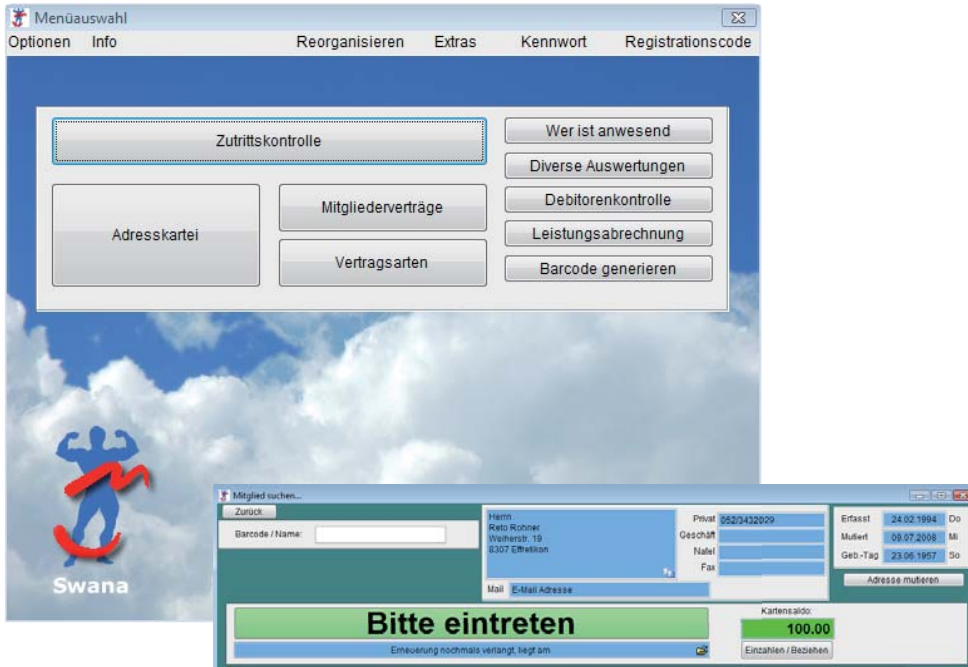 Menüauswahl
Optionen Info Reorganisieren Extras Kennwort Registrationscode
Zutrittskontrolle
Wer ist anwesend
Diverse Auswertungen
Adresskartei
Mitgliederverträge
Debitorenkontrolle
Leistungsabrechnung
Vertragsarten
Barcode generieren
Swana
Mitglied suchen...
Zurück
Barcode / Name:
Herrn
Reto Rohner
Weiherstr. 19
8307 Effretikon
Mail E-Mail Adresse
Privat 052/3432029
Geschäft
Natel
Fax
Erfasst 24.02.1994 Do
Mutiert 09.07.2008 Mi
Geb.-Tag 23.06.1957 So
Adresse mutieren
Bitte eintreten
Erneuerung nochmals verlangt, liegt am
Kartensaldo:
100.00
Einzahlen / Beziehen